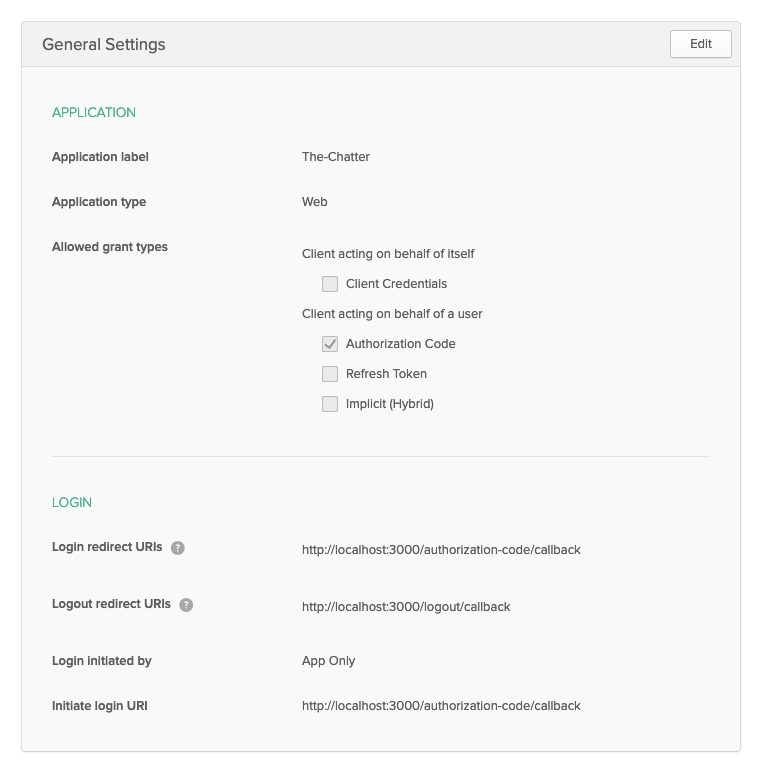 General Settings
Edit
APPLICATION
Application label
The-Chatter
Application type
Web
Allowed grant types
Client acting on behalf of itself
Client Credentials
Client acting on behalf of a user
Authorization Code
Refresh Token
Implicit (Hybrid)
LOGIN
Login redirect URIs ?
http://localhost:3000/authorization-code/callback
Logout redirect URIs ?
http://localhost:3000/logout/callback
Login initiated by
App Only
Initiate login URI
http://localhost:3000/authorization-code/callback